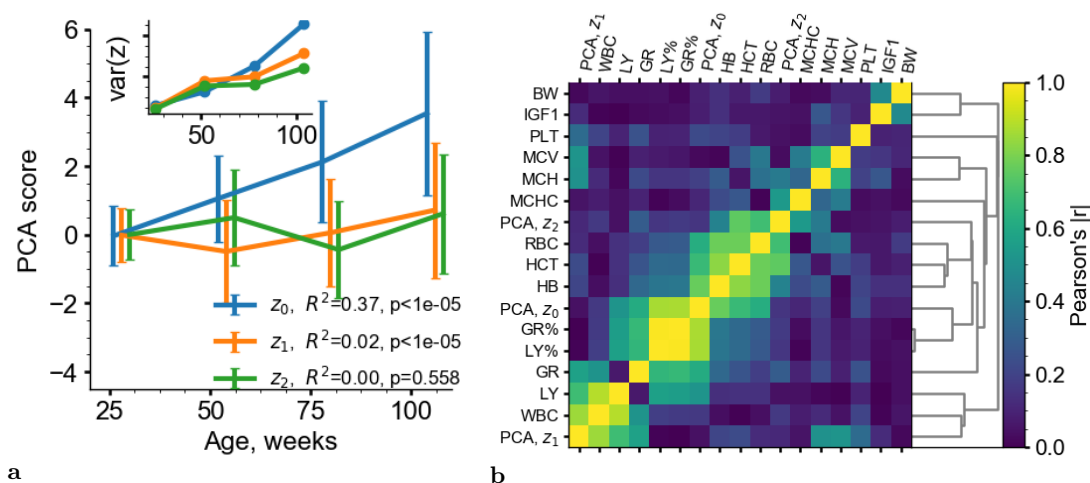 PCA score
6
4
2
0
−2
−4
25
50
75
100
Age, weeks
var(z)
50
100
z0, R²=0.37, p<1e-05
z1, R²=0.02, p<1e-05
z2, R²=0.00, p=0.558
a
PCA, z1
WBC
LY
GR
LY%
GR%
PCA, z0
HB
HCT
RBC
PCA, z2
MCHC
MCH
MCV
PLT
IGF1
BW
BW
IGF1
PLT
MCV
MCH
MCHC
PCA, z2
RBC
HCT
HB
PCA, z0
GR%
LY%
GR
LY
WBC
PCA, z1
1.0
0.8
0.6
0.4
0.2
0.0
Pearson's |r|
b